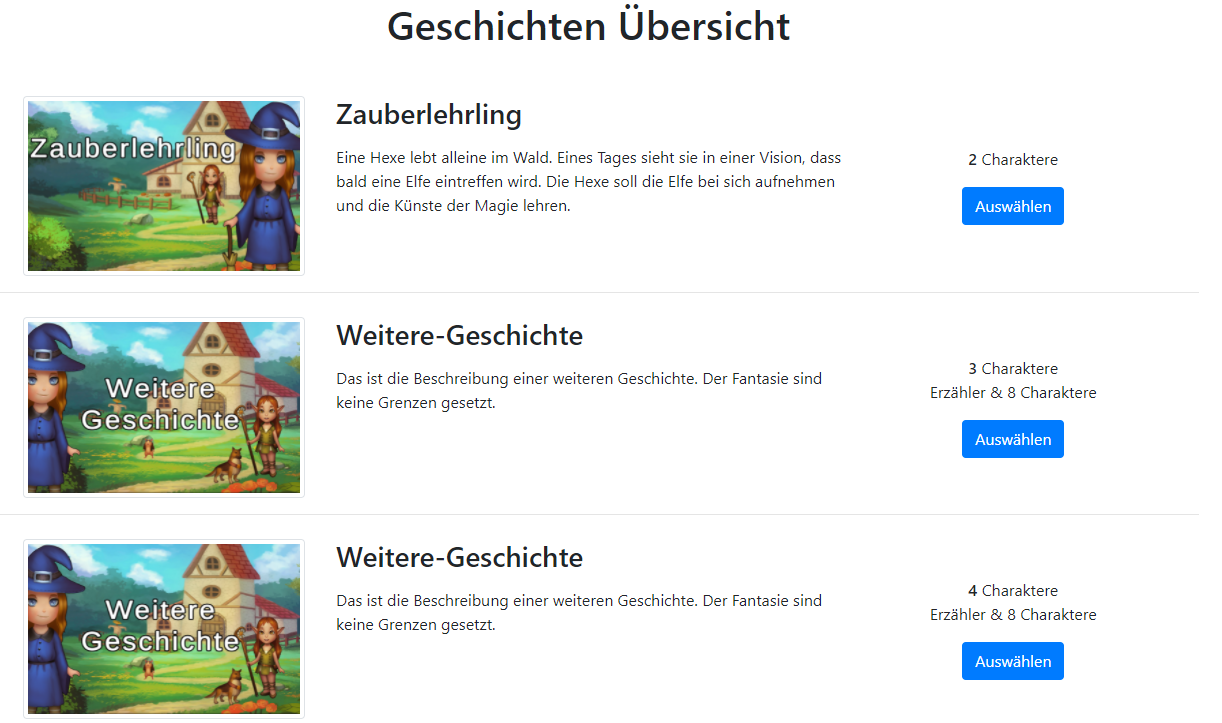 Geschichten Übersicht
Zauberlehrling
Zauberlehrling
Eine Hexe lebt alleine im Wald. Eines Tages sieht sie in einer Vision, dass
bald eine Elfe eintreffen wird. Die Hexe soll die Elfe bei sich aufnehmen
und die Künste der Magie lehren.
2 Charaktere
Auswählen
Weitere
Geschichte
Weitere-Geschichte
Das ist die Beschreibung einer weiteren Geschichte. Der Fantasie sind
keine Grenzen gesetzt.
3 Charaktere
Erzähler & 8 Charaktere
Auswählen
Weitere
Geschichte
Weitere-Geschichte
Das ist die Beschreibung einer weiteren Geschichte. Der Fantasie sind
keine Grenzen gesetzt.
4 Charaktere
Erzähler & 8 Charaktere
Auswählen